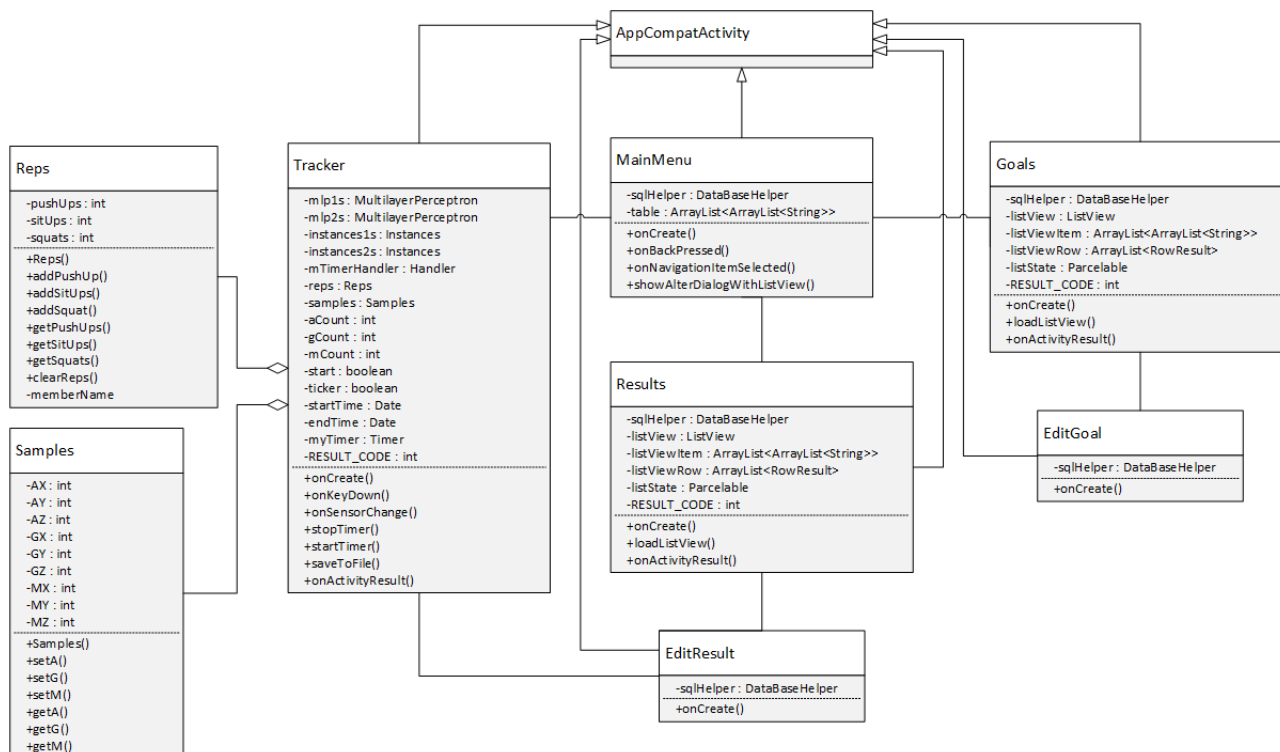 AppCompatActivity
Reps
-pushUps : int
-sitUps : int
-squats : int
+Reps()
+addPushUp()
+addSitUps()
+addSquat()
+getPushUps()
+getSitUps()
+getSquats()
+clearReps()
-memberName
Samples
-AX : int
-AY : int
-AZ : int
-GX : int
-GY : int
-GZ : int
-MX : int
-MY : int
-MZ : int
+Samples()
+setA()
+setG()
+setM()
+getA()
+getG()
+getM()
Tracker
-mlp1s : MultilayerPerceptron
-mlp2s : MultilayerPerceptron
-instances1s : Instances
-instances2s : Instances
-mTimerHandler : Handler
-reps : Reps
-samples : Samples
-aCount : int
-gCount : int
-mCount : int
-start : boolean
-ticker : boolean
-startTime : Date
-endTime : Date
-myTimer : Timer
-RESULT_CODE : int
+onCreate()
+onKeyDown()
+onSensorChange()
+stopTimer()
+startTimer()
+saveToFile()
+onActivityResult()
MainMenu
-sqlHelper : DataBaseHelper
-table : ArrayList<ArrayList<String>>
+onCreate()
+onBackPressed()
+onNavigationItemSelected()
+showAlterDialogWithListView()
Results
-sqlHelper : DataBaseHelper
-listView : ListView
-listViewItem : ArrayList<ArrayList<String>>
-listViewRow : ArrayList<RowResult>
-listState : Parcelable
-RESULT_CODE : int
+onCreate()
+loadListView()
+onActivityResult()
EditResult
-sqlHelper : DataBaseHelper
+onCreate()
Goals
-sqlHelper : DataBaseHelper
-listView : ListView
-listViewItem : ArrayList<ArrayList<String>>
-listViewRow : ArrayList<RowResult>
-listState : Parcelable
-RESULT_CODE : int
+onCreate()
+loadListView()
+onActivityResult()
EditGoal
-sqlHelper : DataBaseHelper
+onCreate()